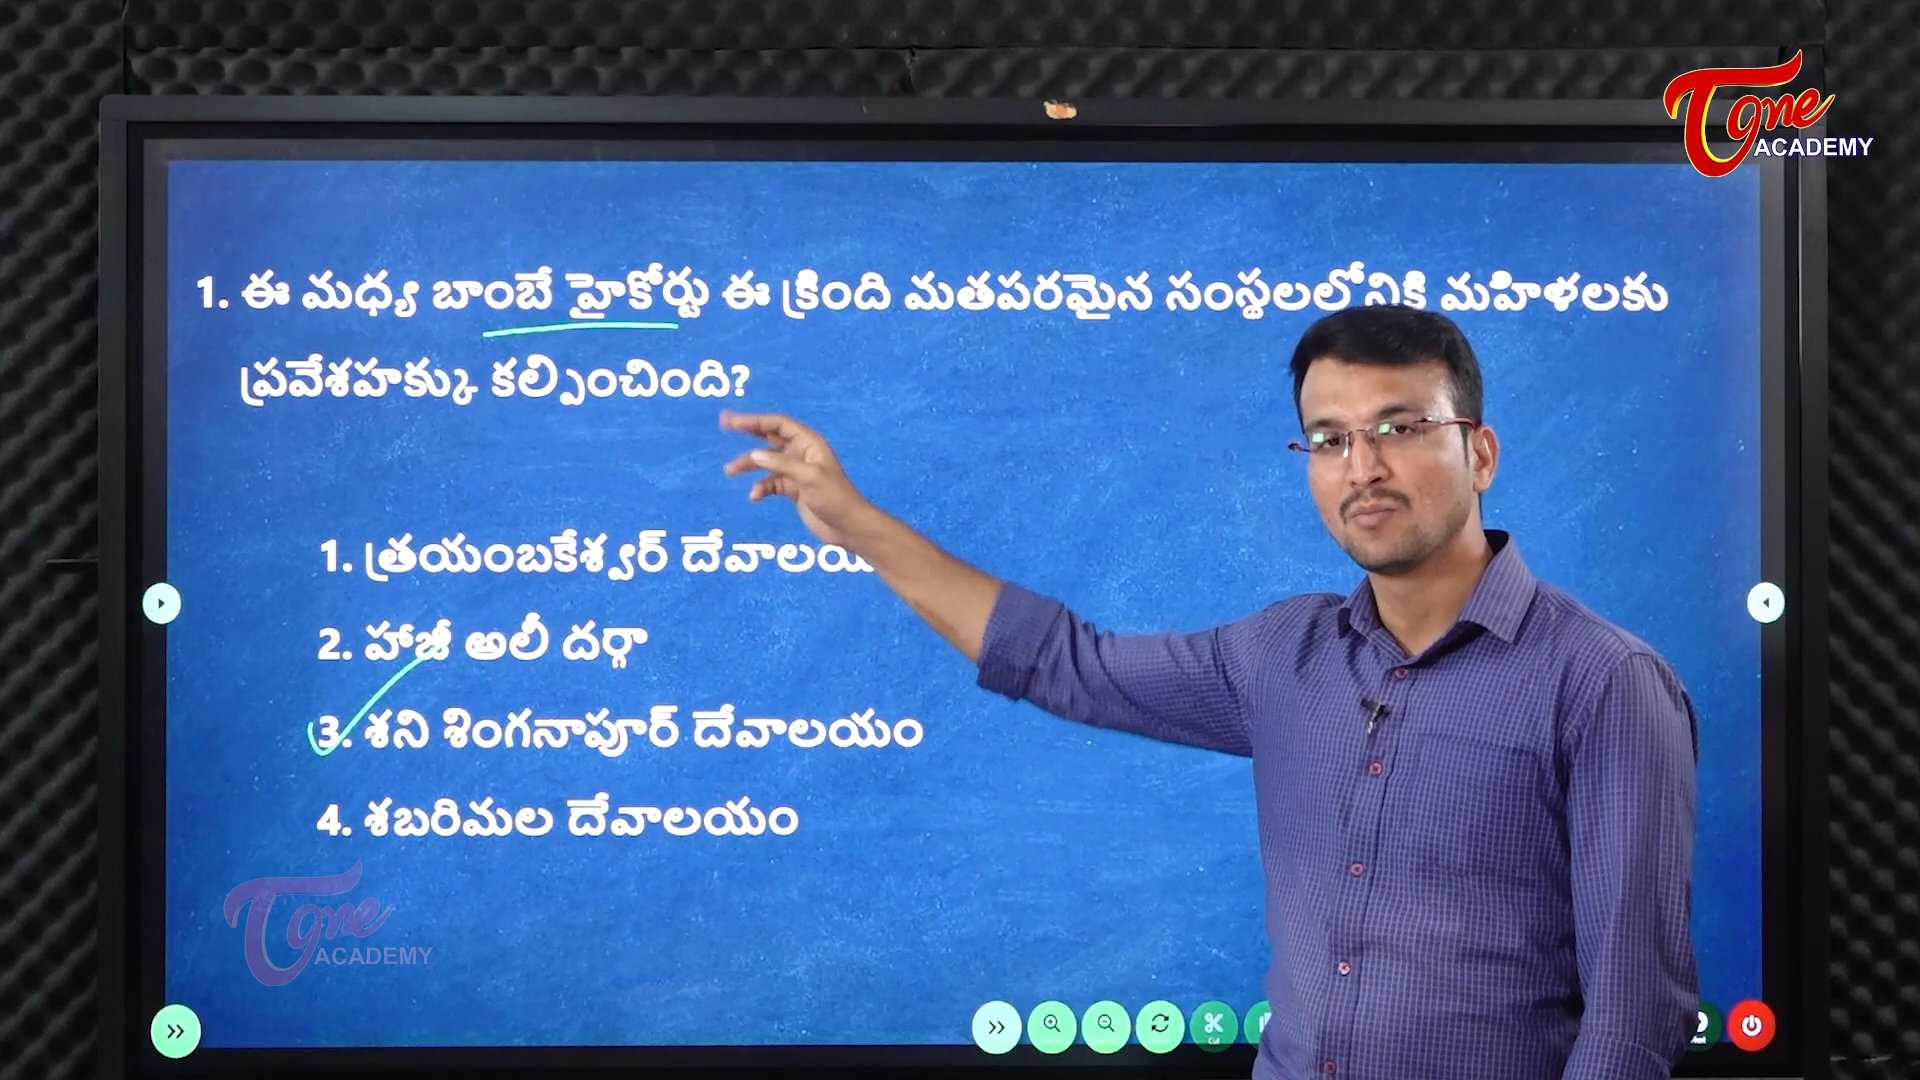 Tone
ACADEMY
1. ఈ మధ్య బాంబే హైకోర్టు ఈ క్రింది మతపరమైన సంస్థలలోనికి మహిళలకు
ప్రవేశహక్కు కల్పించింది?
1. త్రయంబకేశ్వర్
2. హాజీ అలీ దర్గా
3. శని శింగనాపూర్ దేవాలయం
4. శబరిమల దేవాలయం
Tone
ACADEMY
Cut